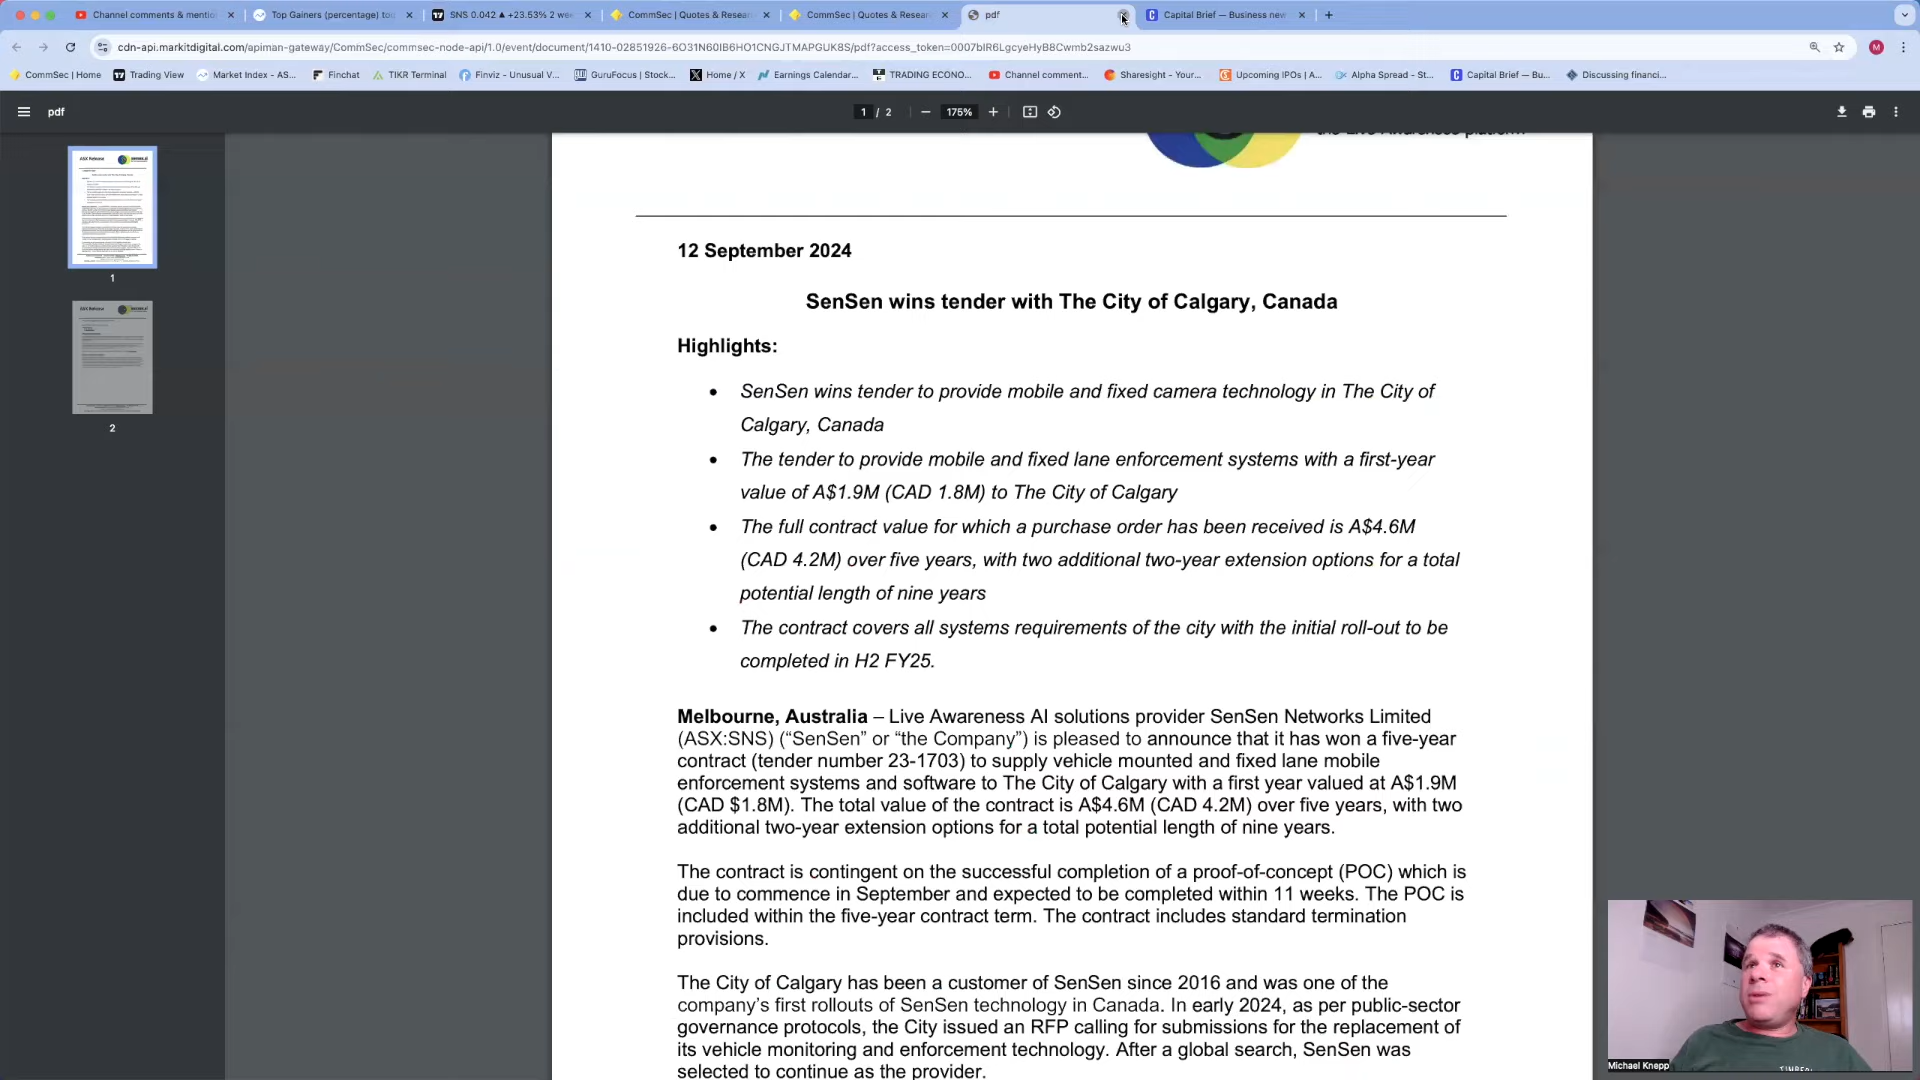 Channel comments & mentio
Top Gainers (percentage) to
SNS 0.042 ▲ +23.53% 2 we
CommSec | Quotes & Resear
CommSec | Quotes & Resear
pdf
Capital Brief — Business new
cdn-api.markitdigital.com/apiman-gateway/CommSec/commsec-node-api/1.0/event/document/1410-02851926-6O31N60IB6HO1CNGJTMAPGUK8S/pdf?access_token=0007bIR6LgcyeHyB8Cwmb2sazwu3
M
CommSec | Home
Trading View
Market Index - AS...
Finchat
TIKR Terminal
Finviz - Unusual V...
GuruFocus | Stock...
Home / X
Earnings Calendar...
TRADING ECONO...
Channel comment...
Sharesight - Your...
Upcoming IPOs | A...
Alpha Spread - St...
Capital Brief — Bu...
Discussing financi...
pdf
1 / 2
175%
the Live Awareness platform
12 September 2024
SenSen wins tender with The City of Calgary, Canada
Highlights:
• SenSen wins tender to provide mobile and fixed camera technology in The City of
Calgary, Canada
• The tender to provide mobile and fixed lane enforcement systems with a first-year
value of A$1.9M (CAD 1.8M) to The City of Calgary
• The full contract value for which a purchase order has been received is A$4.6M
(CAD 4.2M) over five years, with two additional two-year extension options for a total
potential length of nine years
• The contract covers all systems requirements of the city with the initial roll-out to be
completed in H2 FY25.
Melbourne, Australia – Live Awareness AI solutions provider SenSen Networks Limited
(ASX:SNS) (“SenSen” or “the Company”) is pleased to announce that it has won a five-year
contract (tender number 23-1703) to supply vehicle mounted and fixed lane mobile
enforcement systems and software to The City of Calgary with a first year valued at A$1.9M
(CAD $1.8M). The total value of the contract is A$4.6M (CAD 4.2M) over five years, with two
additional two-year extension options for a total potential length of nine years.
The contract is contingent on the successful completion of a proof-of-concept (POC) which is
due to commence in September and expected to be completed within 11 weeks. The POC is
included within the five-year contract term. The contract includes standard termination
provisions.
The City of Calgary has been a customer of SenSen since 2016 and was one of the
company’s first rollouts of SenSen technology in Canada. In early 2024, as per public-sector
governance protocols, the City issued an RFP calling for submissions for the replacement of
its vehicle monitoring and enforcement technology. After a global search, SenSen was
selected to continue as the provider.
ASX Release
sensen.ai
1
ASX Release
sensen.ai
2
Michael Knepp